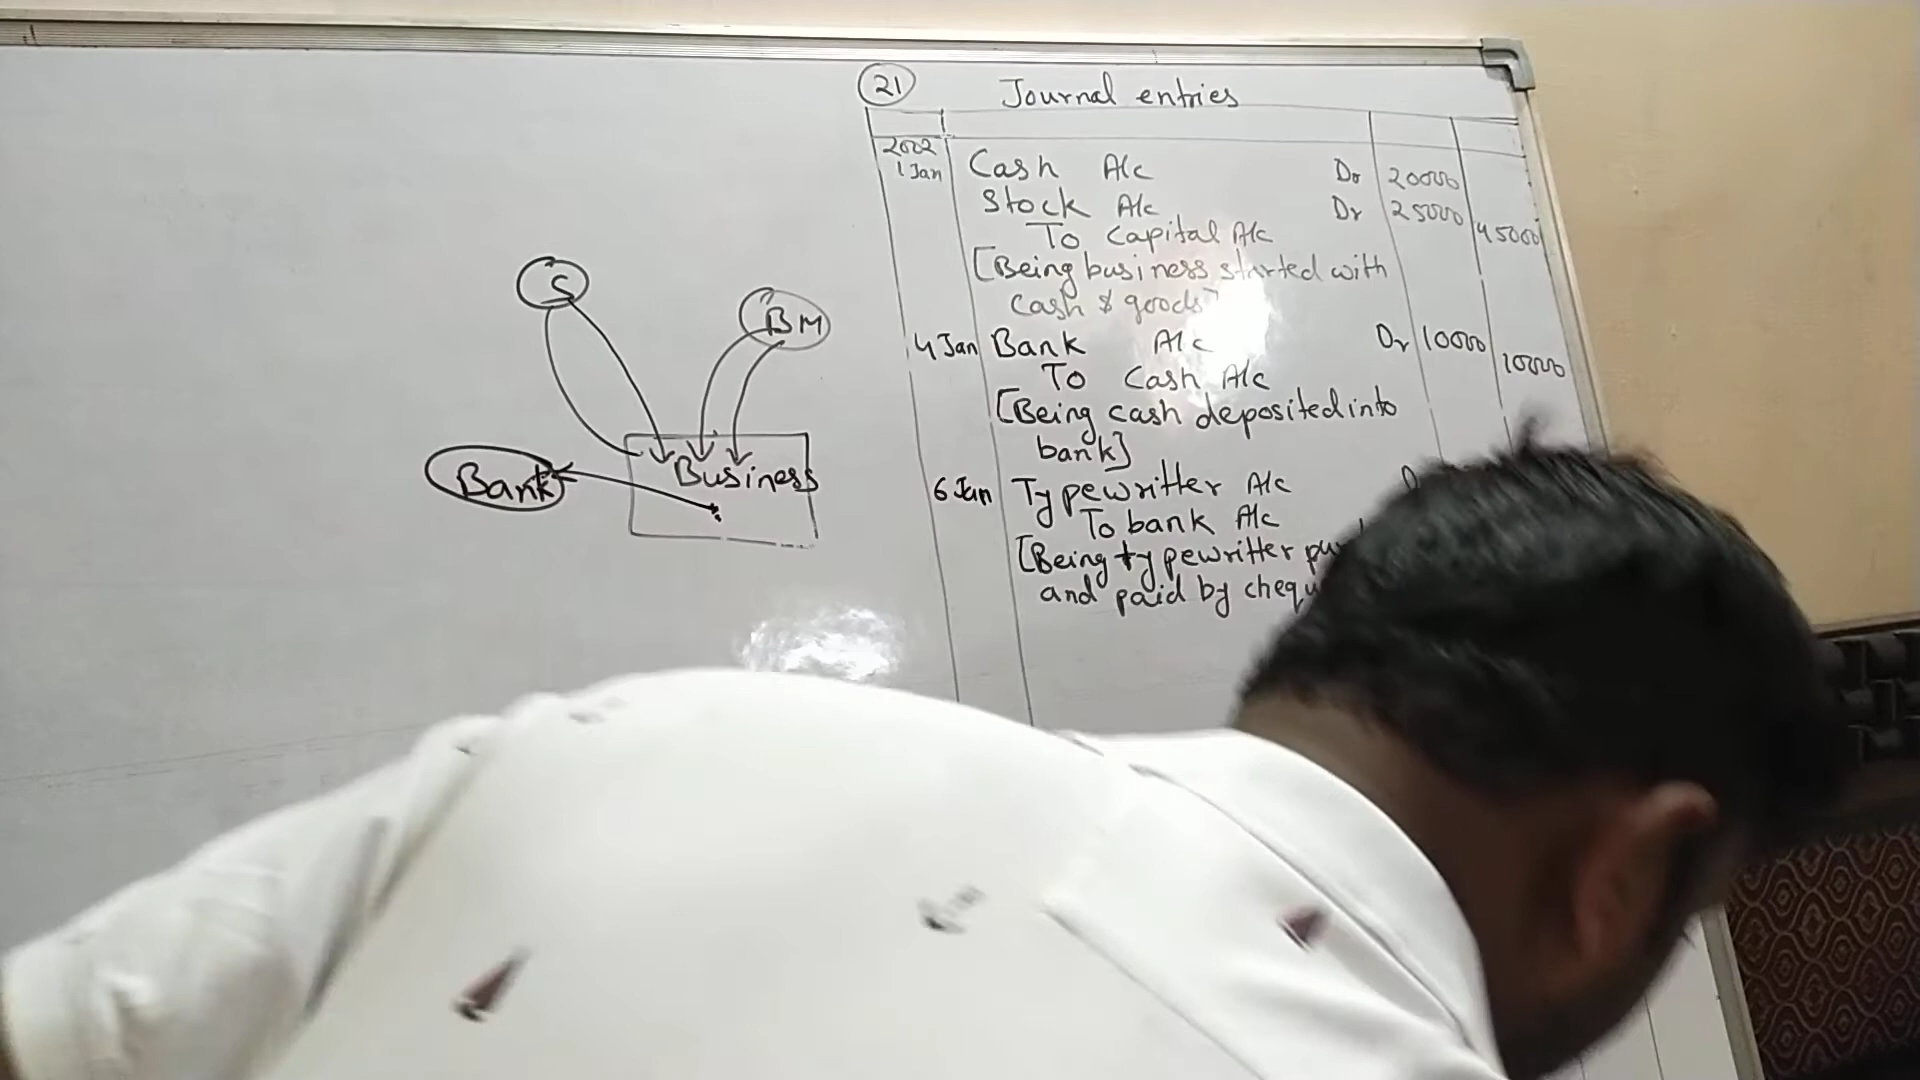 21 Journal entries
2002
1 Jan Cash A/c Dr 20000
Stock A/c Dr 25000
To Capital A/c 45000
[Being business started with
Cash & goods]
4 Jan Bank A/c Dr 10000
To Cash A/c 10000
[Being cash deposited into
bank]
6 Jan Typewritter A/c
To bank A/c
[Being typewritter
and paid by
S
BM
Business
Bank